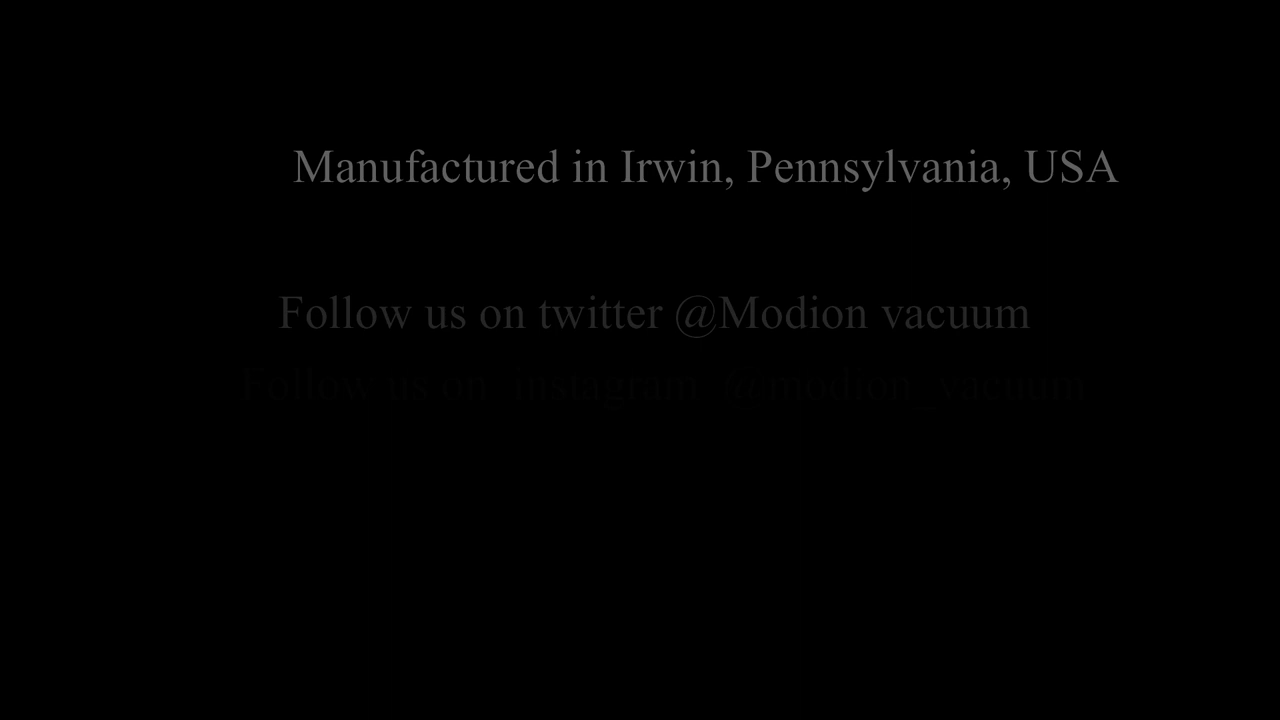 Manufactured in Irwin, Pennsylvania, USA
Follow us on twitter @Modion vacuum
Follow us on instagram @modion_vacuum